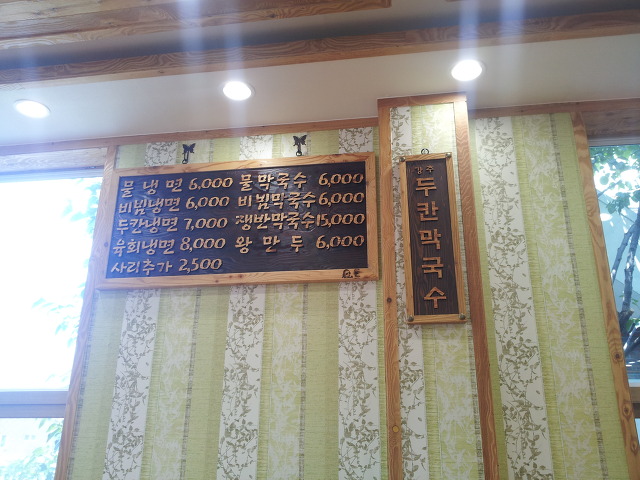 물냉면 6,000 물막국수 6,000
비빔냉면 6,000 비빔막국수 6,000
두칸냉면 7,000 쟁반막국수 15,000
육회냉면 8,000 왕만두 6,000
사리추가 2,500
두칸막국수